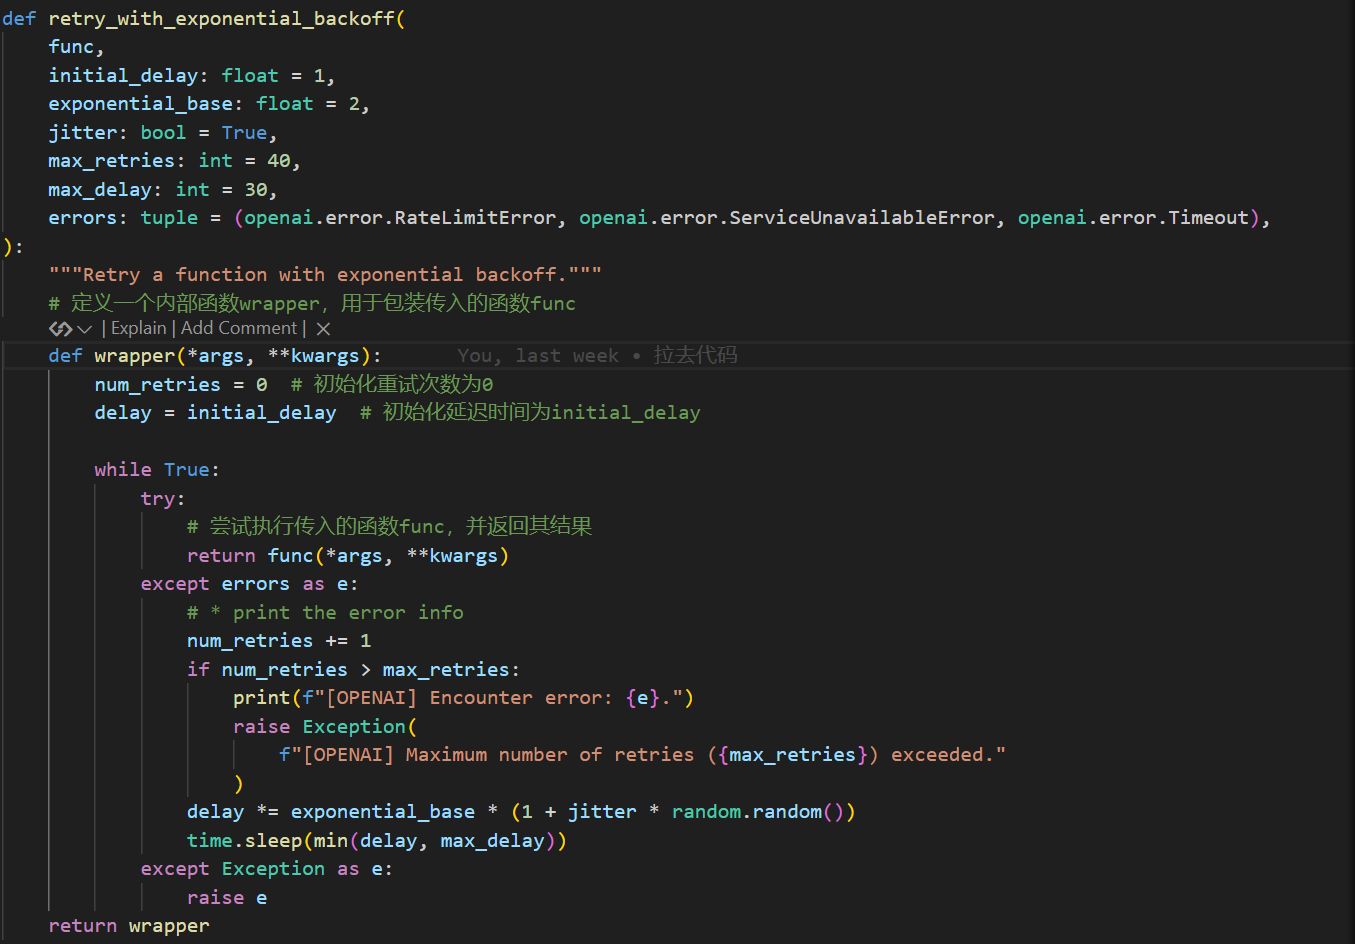 def retry_with_exponential_backoff(
    func,
    initial_delay: float = 1,
    exponential_base: float = 2,
    jitter: bool = True,
    max_retries: int = 40,
    max_delay: int = 30,
    errors: tuple = (openai.error.RateLimitError, openai.error.ServiceUnavailableError, openai.error.Timeout),
):
    """Retry a function with exponential backoff."""
    # 定义一个内部函数wrapper，用于包装传入的函数func
    | Explain | Add Comment | ×
    def wrapper(*args, **kwargs):      You, last week • 拉去代码
        num_retries = 0  # 初始化重试次数为0
        delay = initial_delay  # 初始化延迟时间为initial_delay

        while True:
            try:
                # 尝试执行传入的函数func，并返回其结果
                return func(*args, **kwargs)
            except errors as e:
                # * print the error info
                num_retries += 1
                if num_retries > max_retries:
                    print(f"[OPENAI] Encounter error: {e}.")
                    raise Exception(
                        f"[OPENAI] Maximum number of retries ({max_retries}) exceeded."
                    )
                delay *= exponential_base * (1 + jitter * random.random())
                time.sleep(min(delay, max_delay))
            except Exception as e:
                raise e
    return wrapper